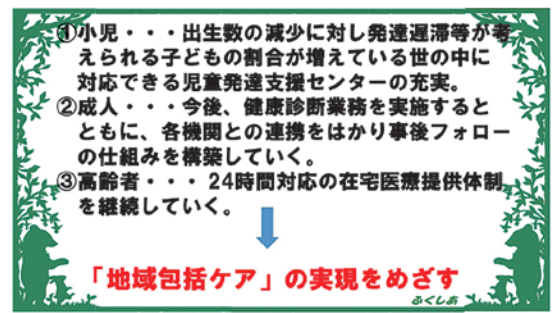 ①小児・・・出生数の減少に対し発達遅滞等が考
えられる子どもの割合が増えている世の中に
対応できる児童発達支援センターの充実。
②成人・・・今後、健康診断業務を実施すると
ともに、各機関との連携をはかり事後フォロー
の仕組みを構築していく。
③高齢者・・・24時間対応の在宅医療提供体制
を継続していく。
「地域包括ケア」の実現をめざす
ふくしあ